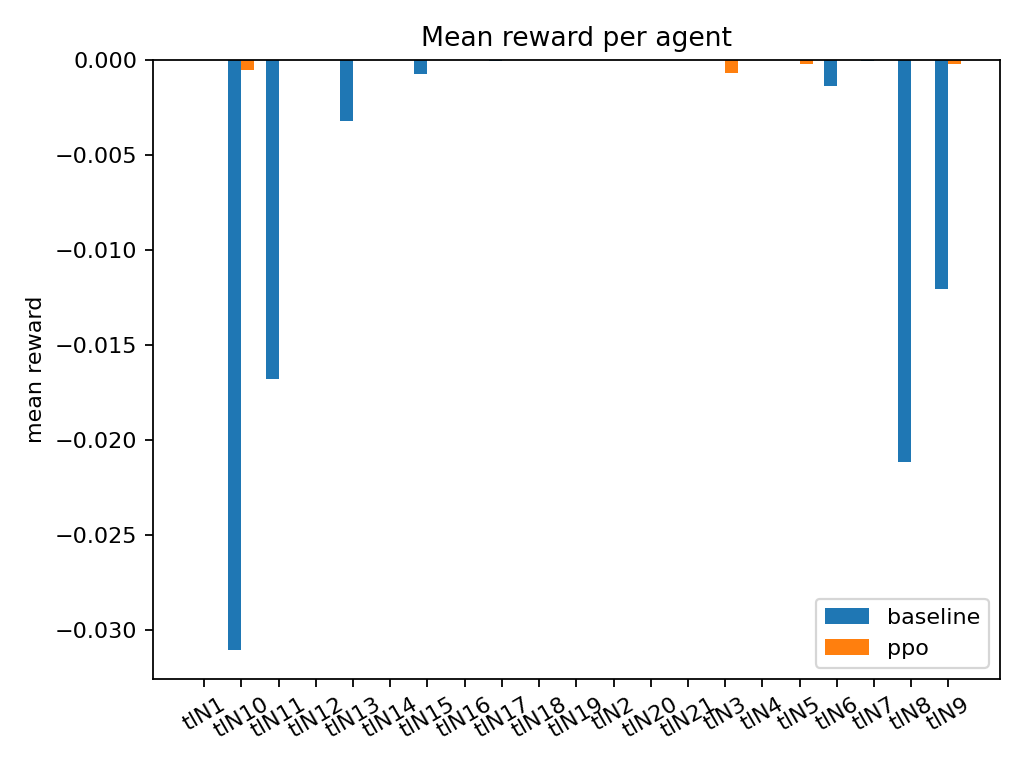 Mean reward per agent
0.000
−0.005
−0.010
−0.015
−0.020
−0.025
−0.030
mean reward
baseline
ppo
tlN1 tlN10 tlN11 tlN12 tlN13 tlN14 tlN15 tlN16 tlN17 tlN18 tlN19 tlN2 tlN20 tlN21 tlN3 tlN4 tlN5 tlN6 tlN7 tlN8 tlN9